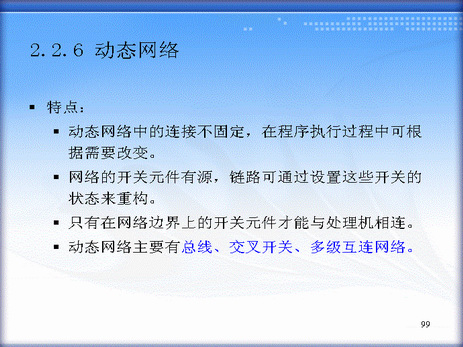 2.2.6 动态网络
▪ 特点：
▪ 动态网络中的连接不固定，在程序执行过程中可根
据需要改变。
▪ 网络的开关元件有源，链路可通过设置这些开关的
状态来重构。
▪ 只有在网络边界上的开关元件才能与处理机相连。
▪ 动态网络主要有总线、交叉开关、多级互连网络。
99